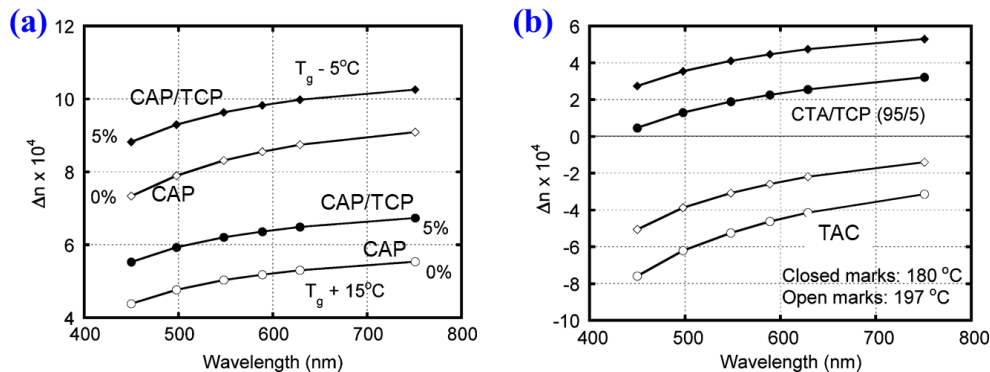 (a)
12
10
8
6
4
Δn x 10⁴
T_g - 5°C
CAP/TCP
5%
0%
CAP
CAP/TCP
5%
CAP
0%
T_g + 15°C
400 500 600 700 800
Wavelength (nm)
(b)
6
4
2
0
-2
-4
-6
-8
-10
Δn x 10⁴
CTA/TCP (95/5)
TAC
Closed marks: 180 °C
Open marks: 197 °C
400 500 600 700 800
Wavelength (nm)